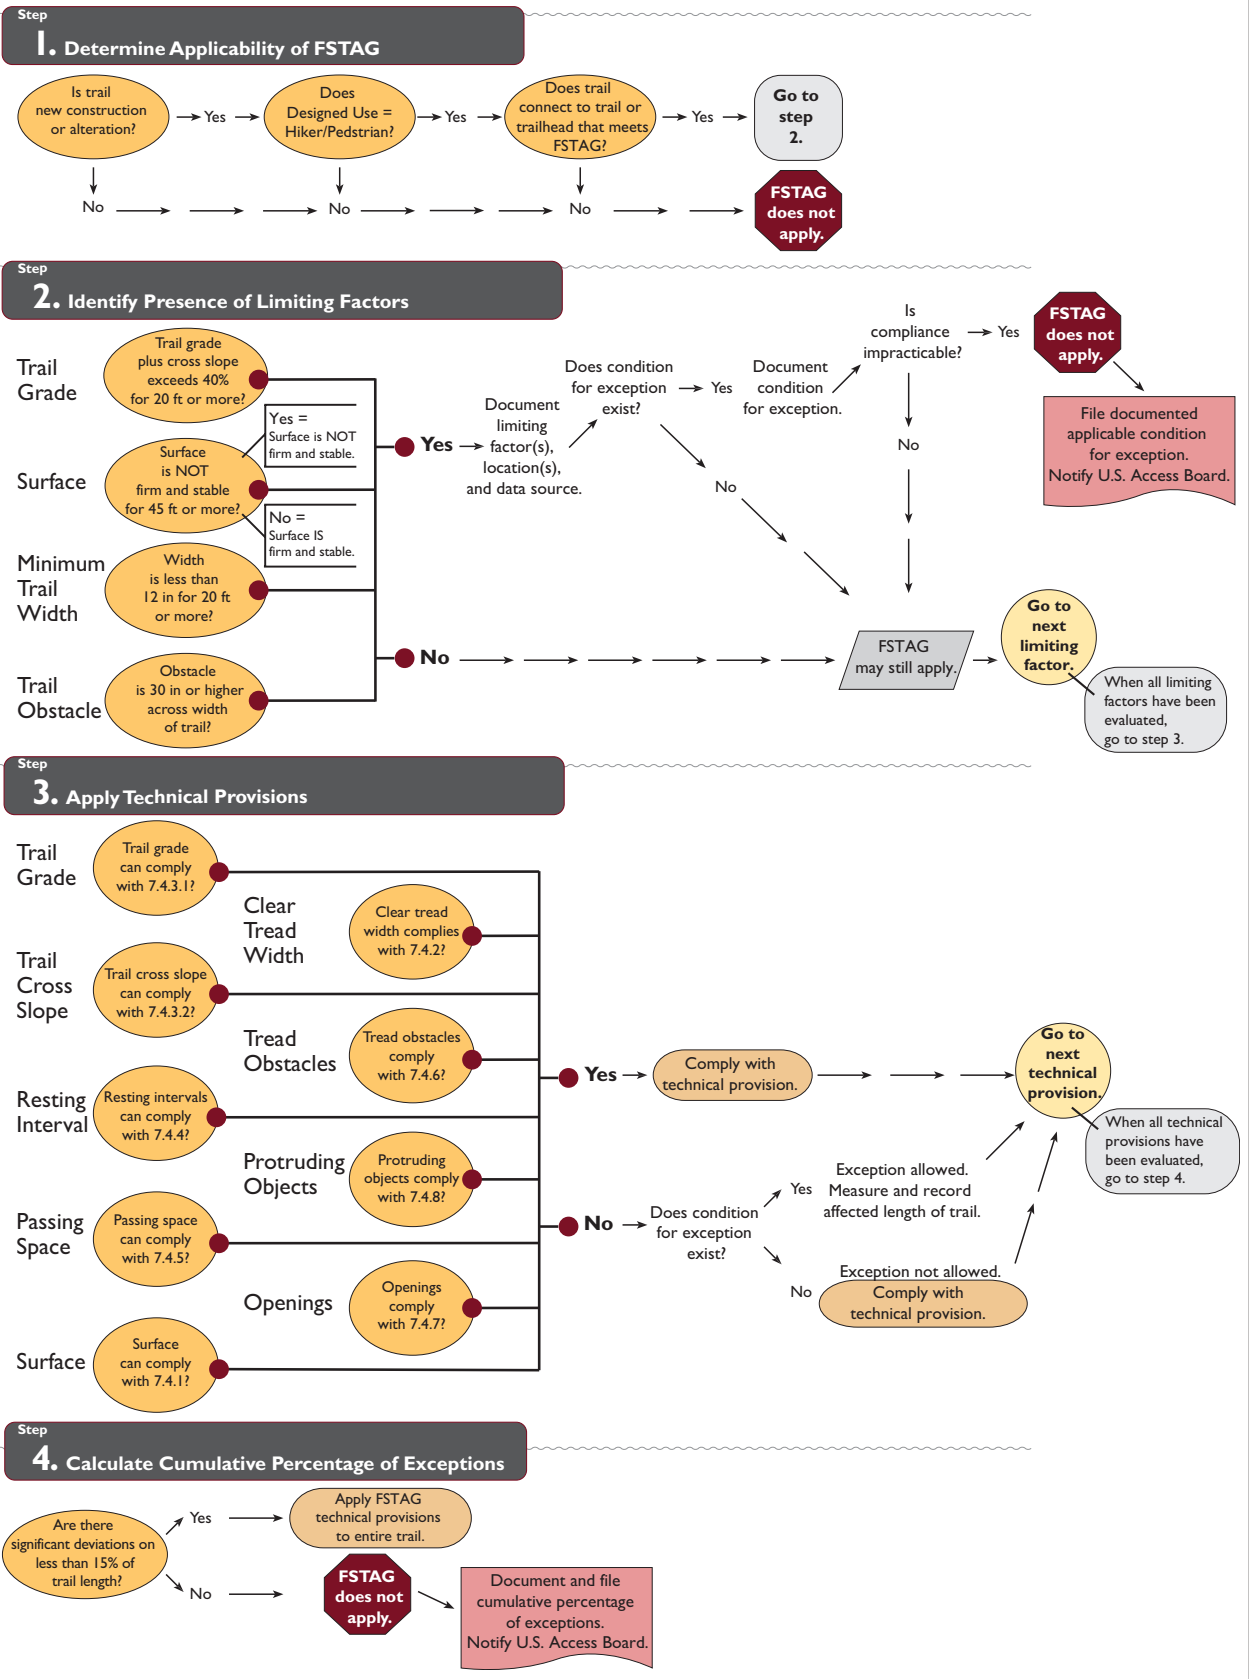 Step
1. Determine Applicability of FSTAG
Is trail
new construction
or alteration?
Yes
Does
Designed Use =
Hiker/Pedstrian?
Yes
Does trail
connect to trail or
trailhead that meets
FSTAG?
Yes
Go to
step
2.
No
No
No
FSTAG
does not
apply.
Step
2. Identify Presence of Limiting Factors
Trail
Grade
Trail grade
plus cross slope
exceeds 40%
for 20 ft or more?
Yes =
Surface is NOT
firm and stable.
Surface
Surface
is NOT
firm and stable
for 45 ft or more?
No =
Surface IS
firm and stable.
Minimum
Trail
Width
Width
is less than
12 in for 20 ft
or more?
Trail
Obstacle
Obstacle
is 30 in or higher
across width
of trail?
Yes
Document
limiting
factor(s),
location(s),
and data source.
Does condition
for exception
exist?
Yes
Document
condition
for exception.
Is
compliance
impracticable?
Yes
FSTAG
does not
apply.
File documented
applicable condition
for exception.
Notify U.S. Access Board.
No
No
No
FSTAG
may still apply.
Go to
next
limiting
factor.
When all limiting
factors have been
evaluated,
go to step 3.
Step
3. Apply Technical Provisions
Trail
Grade
Trail grade
can comply
with 7.4.3.1?
Clear
Tread
Width
Clear tread
width complies
with 7.4.2?
Trail
Cross
Slope
Trail cross slope
can comply
with 7.4.3.2?
Tread
Obstacles
Tread obstacles
comply
with 7.4.6?
Resting
Interval
Resting intervals
can comply
with 7.4.4?
Protruding
Objects
Protruding
objects comply
with 7.4.8?
Passing
Space
Passing space
can comply
with 7.4.5?
Openings
Openings
comply
with 7.4.7?
Surface
Surface
can comply
with 7.4.1?
Yes
Comply with
technical provision.
Go to
next
technical
provision.
When all technical
provisions have
been evaluated,
go to step 4.
No
Does condition
for exception
exist?
Yes
Exception allowed.
Measure and record
affected length of trail.
No
Exception not allowed.
Comply with
technical provision.
Step
4. Calculate Cumulative Percentage of Exceptions
Are there
significant deviations on
less than 15% of
trail length?
Yes
Apply FSTAG
technical provisions
to entire trail.
No
FSTAG
does not
apply.
Document and file
cumulative percentage
of exceptions.
Notify U.S. Access Board.